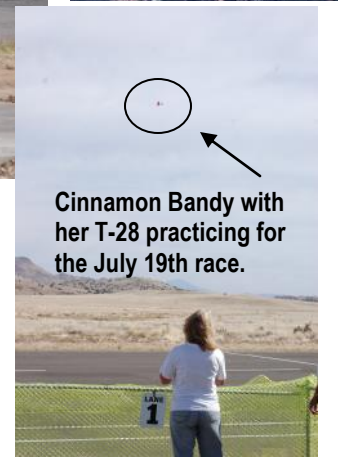 Cinnamon Bandy with
her T-28 practicing for
the July 19th race.
LANE
1